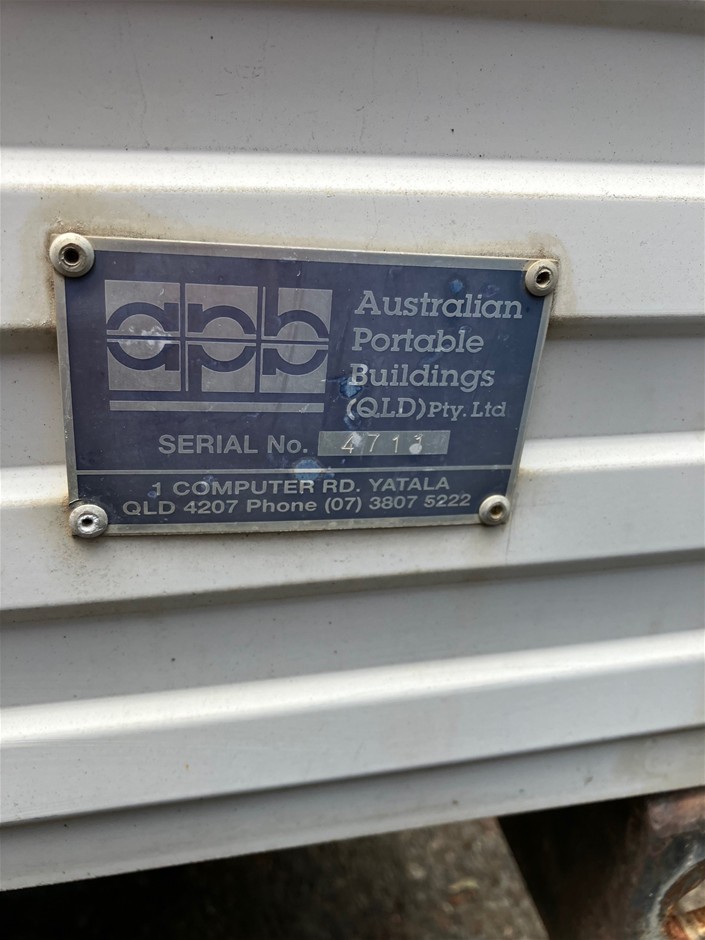 apb
Australian
Portable
Buildings
(QLD) Pty. Ltd
SERIAL No. 4711
1 COMPUTER RD. YATALA
QLD 4207 Phone (07) 3807 5222